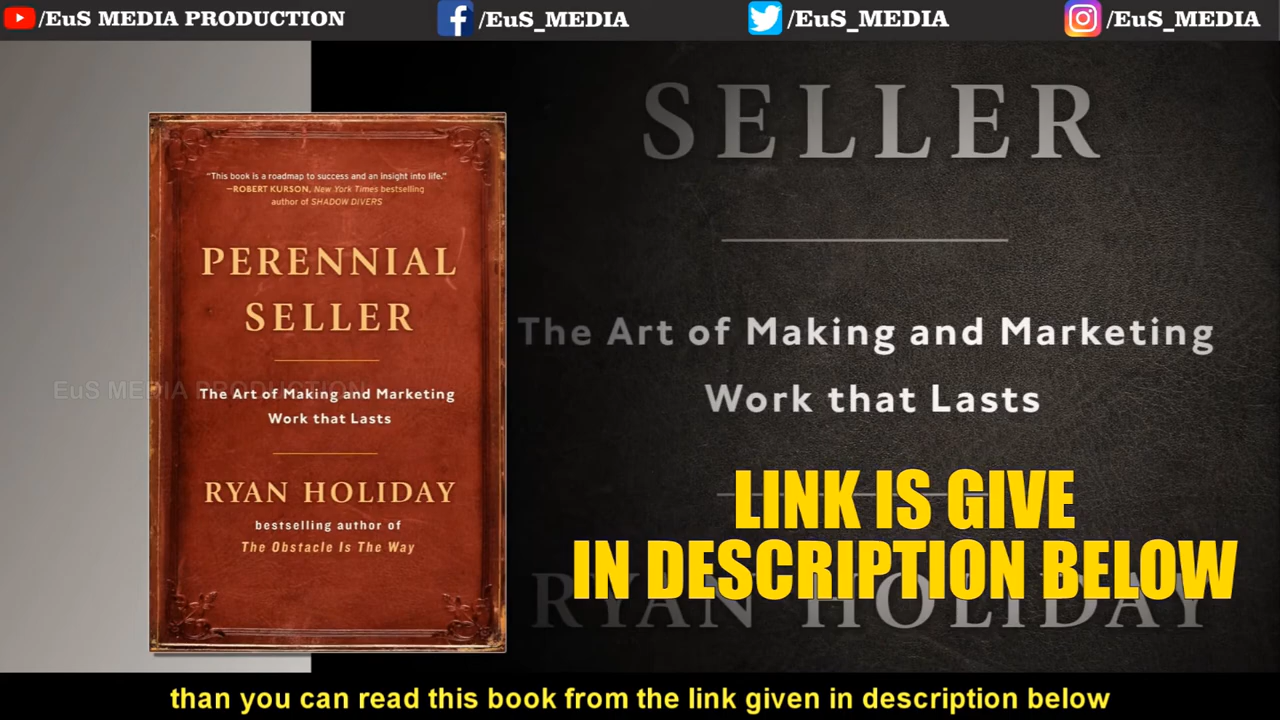 /EuS MEDIA PRODUCTION
/EuS_MEDIA
/EuS_MEDIA
/EuS_MEDIA
"This book is a roadmap to success and an insight into life."
—ROBERT KURSON, New York Times bestselling
author of SHADOW DIVERS
PERENNIAL
SELLER
The Art of Making and Marketing
Work that Lasts
RYAN HOLIDAY
bestselling author of
The Obstacle Is The Way
EuS MEDIA PRODUCTION
SELLER
The Art of Making and Marketing
Work that Lasts
RYAN HOLIDAY
LINK IS GIVE
IN DESCRIPTION BELOW
than you can read this book from the link given in description below